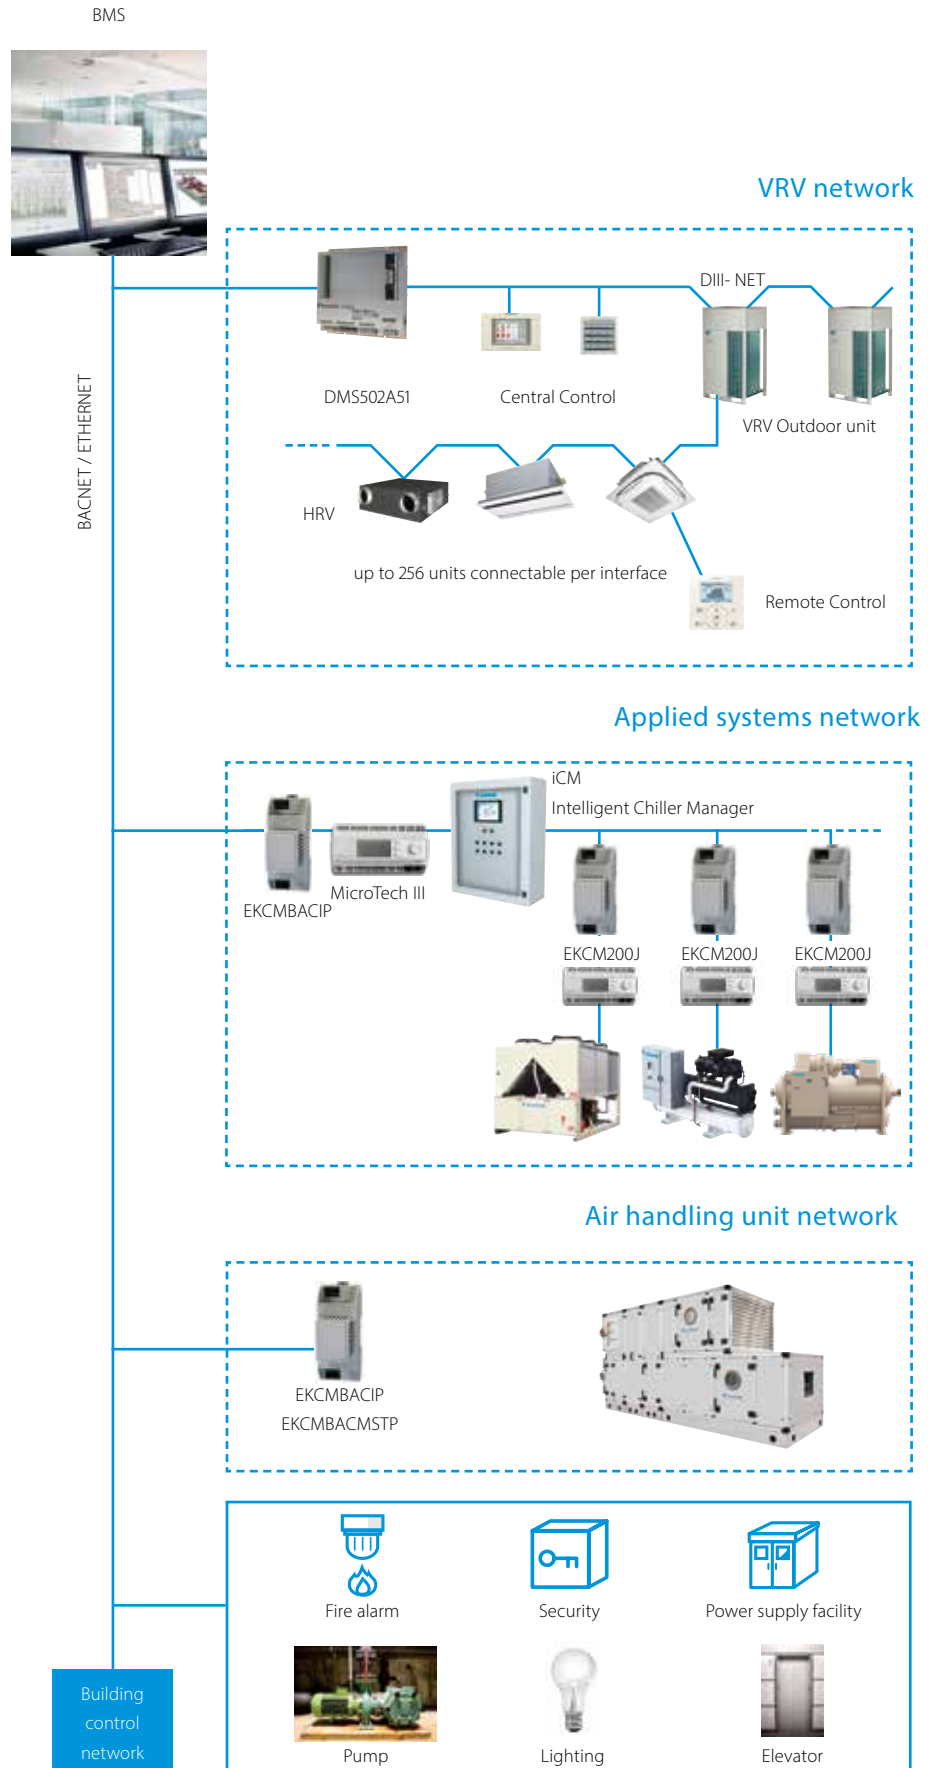 BMS
VRV network
DIII- NET
DMS502A51
Central Control
VRV Outdoor unit
BACNET / ETHERNET
HRV
up to 256 units connectable per interface
Remote Control
Applied systems network
iCM
Intelligent Chiller Manager
MicroTech III
EKCMBACIP
EKCM200J
EKCM200J
EKCM200J
Air handling unit network
EKCMBACIP
EKCMBACMSTP
Fire alarm
Security
Power supply facility
Building
control
network
Pump
Lighting
Elevator